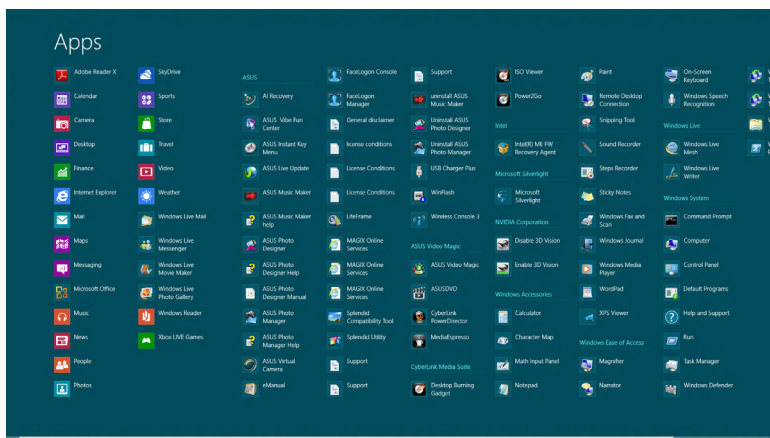 Apps
Adobe Reader X
Calendar
Camera
Desktop
Finance
Internet Explorer
Mail
Maps
Messaging
Microsoft Office
Music
News
People
Photos
SkyDrive
Sports
Store
Travel
Video
Weather
Windows Live Mail
Windows Live
Messenger
Windows Live
Movie Maker
Windows Live
Photo Gallery
Windows Reader
Xbox LIVE Games
ASUS
AI Recovery
ASUS Vibe Fun
Center
ASUS Instant Key
Menu
ASUS Live Update
ASUS Music Maker
ASUS Music Maker
help
ASUS Photo
Designer
ASUS Photo
Designer Help
ASUS Photo
Designer Manual
ASUS Photo
Manager
ASUS Photo
Manager Help
ASUS Virtual
Camera
eManual
FaceLogon Console
FaceLogon
Manager
General disclaimer
license conditions
License Conditions
License Conditions
LifeFrame
MAGIX Online
Services
MAGIX Online
Services
MAGIX Online
Services
Splendid
Compatibility Tool
Splendid Utility
Support
Support
Support
uninstall ASUS
Music Maker
Uninstall ASUS
Photo Designer
Uninstall ASUS
Photo Manager
USB Charger Plus
WinFlash
Wireless Console 3
ASUS Video Magic
ASUS Video Magic
ASUSDVD
CyberLink
PowerDirector
MediaEspresso
CyberLink Media Suite
Desktop Burning
Gadget
ISO Viewer
Power2Go
Intel
Intel(R) ME FW
Recovery Agent
Microsoft Silverlight
Microsoft
Silverlight
NVIDIA Corporation
Disable 3D Vision
Enable 3D Vision
Windows Accessories
Calculator
Character Map
Math Input Panel
Notepad
Paint
Remote Desktop
Connection
Snipping Tool
Sound Recorder
Steps Recorder
Sticky Notes
Windows Fax and
Scan
Windows Journal
Windows Media
Player
WordPad
XPS Viewer
Windows Ease of Access
Magnifier
Narrator
On-Screen
Keyboard
Windows Speech
Recognition
Windows Live
Windows Live
Mesh
Windows Live
Writer
Windows System
Command Prompt
Computer
Control Panel
Default Programs
Help and Support
Run
Task Manager
Windows Defender